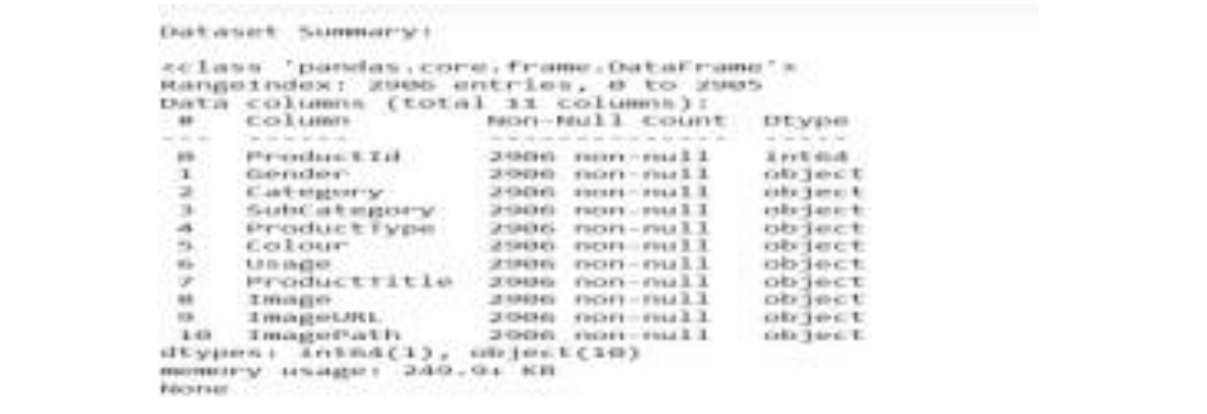 Dataset Summary:
<class 'pandas.core.frame.DataFrame'>
RangeIndex: 2906 entries, 0 to 2905
Data columns (total 11 columns):
# Column Non-Null Count Dtype
--- ------ -------------- -----
0 ProductId 2906 non-null int64
1 Gender 2906 non-null object
2 Category 2906 non-null object
3 SubCategory 2906 non-null object
4 ProductType 2906 non-null object
5 Colour 2906 non-null object
6 Usage 2906 non-null object
7 ProductTitle 2906 non-null object
8 Image 2906 non-null object
9 ImageURL 2906 non-null object
10 ImagePath 2906 non-null object
dtypes: int64(1), object(10)
memory usage: 249.9+ KB
None